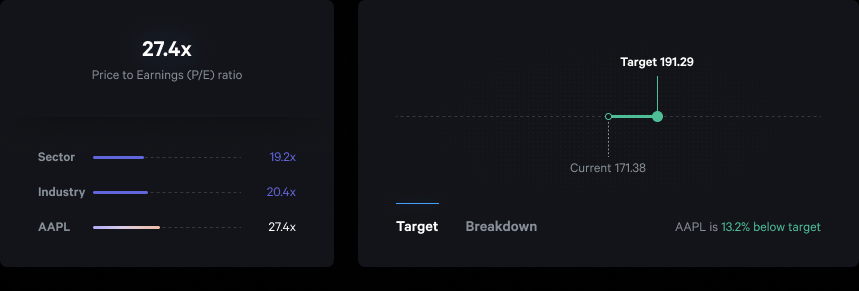 27.4x
Price to Earnings (P/E) ratio
Sector 19.2x
Industry 20.4x
AAPL 27.4x
Target 191.29
Current 171.38
Target Breakdown AAPL is 13.2% below target